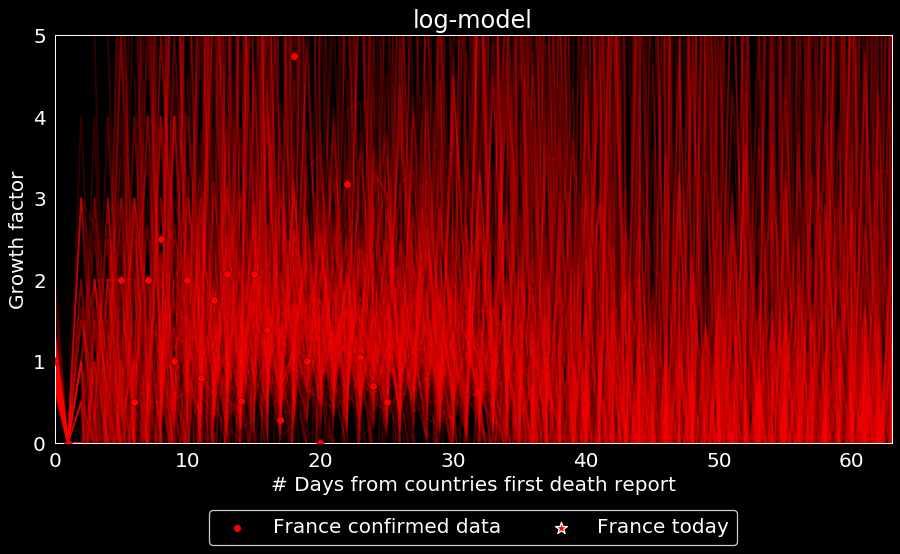 log-model
5
4
3
2
1
0
Growth factor
0 10 20 30 40 50 60
# Days from countries first death report
France confirmed data France today